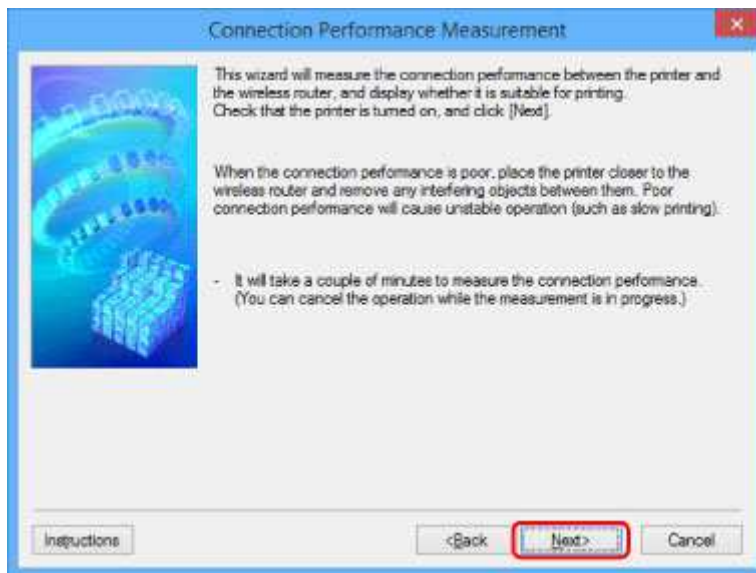 Connection Performance Measurement
This wizard will measure the connection performance between the printer and
the wireless router, and display whether it is suitable for printing.
Check that the printer is turned on, and click [Next].
When the connection performance is poor, place the printer closer to the
wireless router and remove any interfering objects between them. Poor
connection performance will cause unstable operation (such as slow printing).
- It will take a couple of minutes to measure the connection performance.
(You can cancel the operation while the measurement is in progress.)
Instructions
<Back
Next>
Cancel